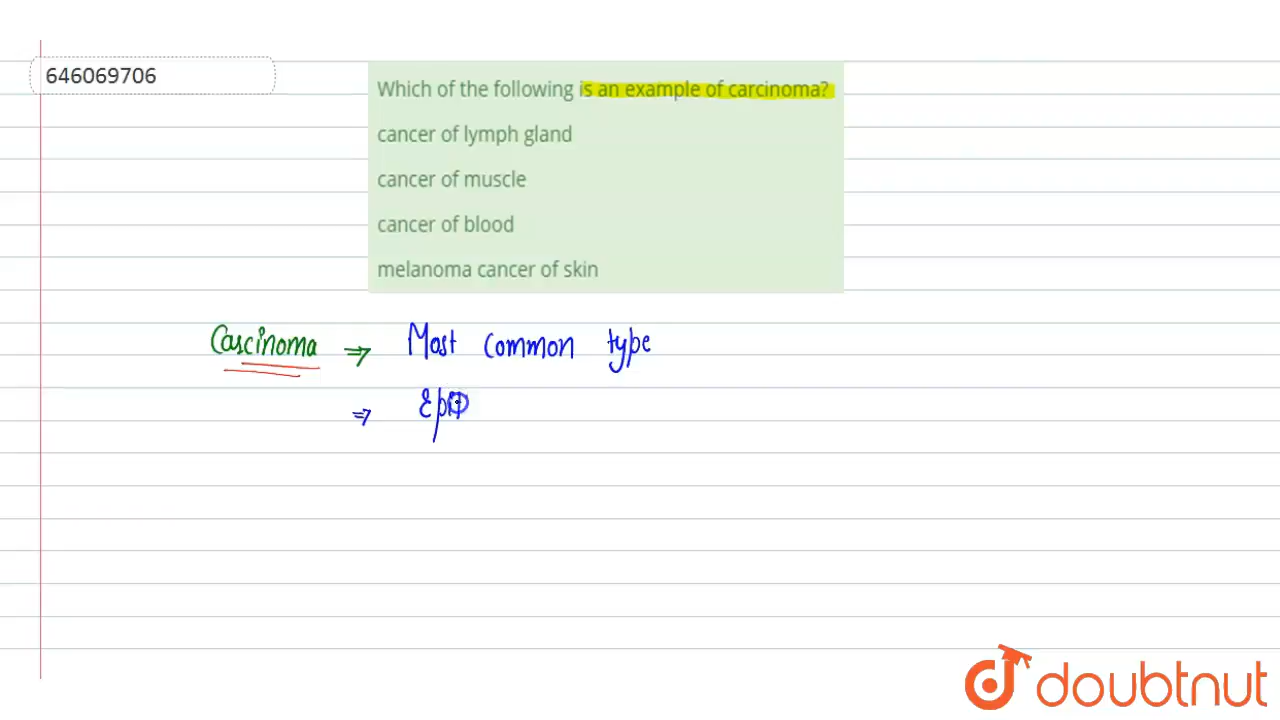 646069706
Which of the following is an example of carcinoma?
cancer of lymph gland
cancer of muscle
cancer of blood
melanoma cancer of skin
Carcinoma ⇒ Most common type
⇒
doubtnut